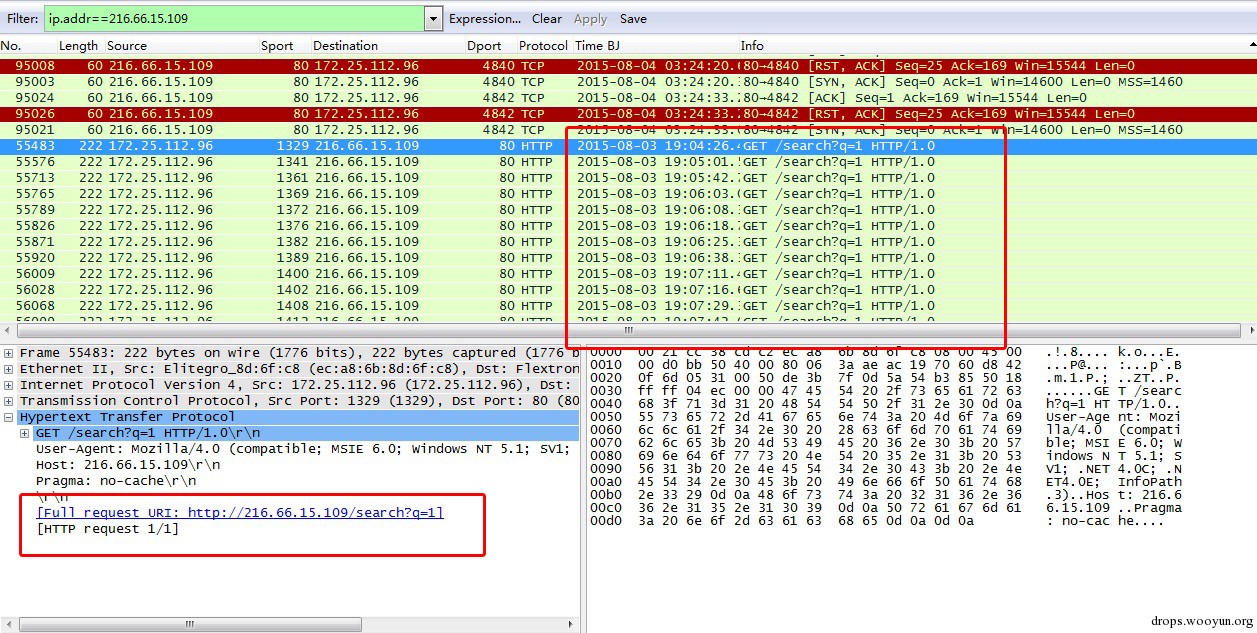 Filter: ip.addr==216.66.15.109 Expression... Clear Apply Save
No. Length Source Sport Destination Dport Protocol Time BJ Info
95008 60 216.66.15.109 80 172.25.112.96 4840 TCP 2015-08-04 03:24:20. 80→4840 [RST, ACK] Seq=25 Ack=169 Win=15544 Len=0
95003 60 216.66.15.109 80 172.25.112.96 4840 TCP 2015-08-04 03:24:20. 80→4840 [SYN, ACK] Seq=0 Ack=1 Win=14600 Len=0 MSS=1460
95024 60 216.66.15.109 80 172.25.112.96 4842 TCP 2015-08-04 03:24:33. 80→4842 [ACK] Seq=1 Ack=169 Win=15544 Len=0
95026 60 216.66.15.109 80 172.25.112.96 4842 TCP 2015-08-04 03:24:33. 80→4842 [RST, ACK] Seq=25 Ack=169 Win=15544 Len=0
95021 60 216.66.15.109 80 172.25.112.96 4842 TCP 2015-08-04 03:24:33. 80→4842 [SYN, ACK] Seq=0 Ack=1 Win=14600 Len=0 MSS=1460
55483 222 172.25.112.96 1329 216.66.15.109 80 HTTP 2015-08-03 19:04:26. GET /search?q=1 HTTP/1.0
55576 222 172.25.112.96 1341 216.66.15.109 80 HTTP 2015-08-03 19:05:01. GET /search?q=1 HTTP/1.0
55713 222 172.25.112.96 1361 216.66.15.109 80 HTTP 2015-08-03 19:05:42. GET /search?q=1 HTTP/1.0
55765 222 172.25.112.96 1369 216.66.15.109 80 HTTP 2015-08-03 19:06:03. GET /search?q=1 HTTP/1.0
55789 222 172.25.112.96 1372 216.66.15.109 80 HTTP 2015-08-03 19:06:08. GET /search?q=1 HTTP/1.0
55826 222 172.25.112.96 1376 216.66.15.109 80 HTTP 2015-08-03 19:06:18. GET /search?q=1 HTTP/1.0
55871 222 172.25.112.96 1382 216.66.15.109 80 HTTP 2015-08-03 19:06:25. GET /search?q=1 HTTP/1.0
55920 222 172.25.112.96 1389 216.66.15.109 80 HTTP 2015-08-03 19:06:38. GET /search?q=1 HTTP/1.0
56009 222 172.25.112.96 1400 216.66.15.109 80 HTTP 2015-08-03 19:07:11. GET /search?q=1 HTTP/1.0
56028 222 172.25.112.96 1402 216.66.15.109 80 HTTP 2015-08-03 19:07:16. GET /search?q=1 HTTP/1.0
56068 222 172.25.112.96 1408 216.66.15.109 80 HTTP 2015-08-03 19:07:29. GET /search?q=1 HTTP/1.0
Frame 55483: 222 bytes on wire (1776 bits), 222 bytes captured (1776 b
Ethernet II, Src: Elitegro_8d:6f:c8 (ec:a8:6b:8d:6f:c8), Dst: Flextron
Internet Protocol Version 4, Src: 172.25.112.96 (172.25.112.96), Dst:
Transmission Control Protocol, Src Port: 1329 (1329), Dst Port: 80 (80
Hypertext Transfer Protocol
GET /search?q=1 HTTP/1.0\r\n
User-Agent: Mozilla/4.0 (compatible; MSIE 6.0; Windows NT 5.1; SV1;
Host: 216.66.15.109\r\n
Pragma: no-cache\r\n
\r\n
[Full request URI: http://216.66.15.109/search?q=1]
[HTTP request 1/1]
0000 00 21 cc 38 cd c2 ec a8 6b 8d 6f c8 08 00 45 00 .!.8.... k.o...E.
0010 00 d0 bb 50 40 00 80 06 3a ae ac 19 70 60 d8 42 ...P@... :...p`.B
0020 0f 6d 05 31 00 50 de 3b 7f 0d 5a 54 b3 85 50 18 .m.1.P.; ..ZT..P.
0030 ff ff 04 ec 00 00 47 45 54 20 2f 73 65 61 72 63 ......GE T /searc
0040 68 3f 71 3d 31 20 48 54 54 50 2f 31 2e 30 0d 0a h?q=1 HT TP/1.0..
0050 55 73 65 72 2d 41 67 65 6e 74 3a 20 4d 6f 7a 69 User-Age nt: Mozi
0060 6c 6c 61 2f 34 2e 30 20 28 63 6f 6d 70 61 74 69 lla/4.0 (compati
0070 62 6c 65 3b 20 4d 53 49 45 20 36 2e 30 3b 20 57 ble; MSI E 6.0; W
0080 69 6e 64 6f 77 73 20 4e 54 20 35 2e 31 3b 20 53 indows N T 5.1; S
0090 56 31 3b 20 2e 4e 45 54 34 2e 30 43 3b 20 2e 4e V1; .NET 4.0C; .N
00a0 45 54 34 2e 30 45 3b 20 49 6e 66 6f 50 61 74 68 ET4.0E; InfoPath
00b0 2e 33 29 0d 0a 48 6f 73 74 3a 20 32 31 36 2e 36 .3)..Hos t: 216.6
00c0 36 2e 31 35 2e 31 30 39 0d 0a 50 72 61 67 6d 61 6.15.109 ..Pragma
00d0 3a 20 6e 6f 2d 63 61 63 68 65 0d 0a 0d 0a : no-cac he....
drops.wooyun.org